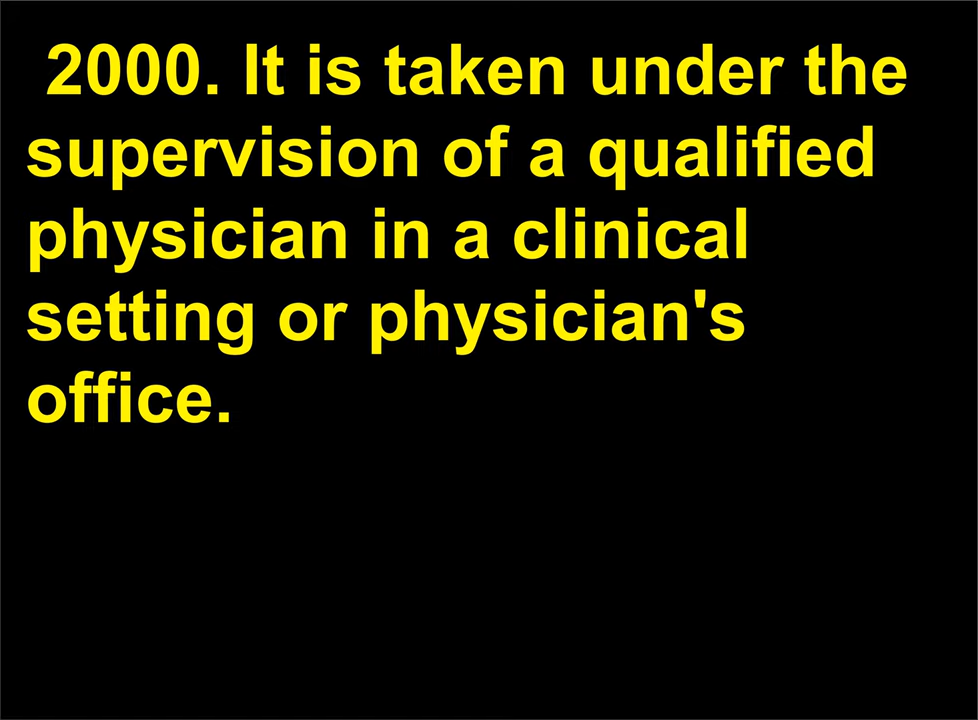 2000. It is taken under the
supervision of a qualified
physician in a clinical
setting or physician's
office.